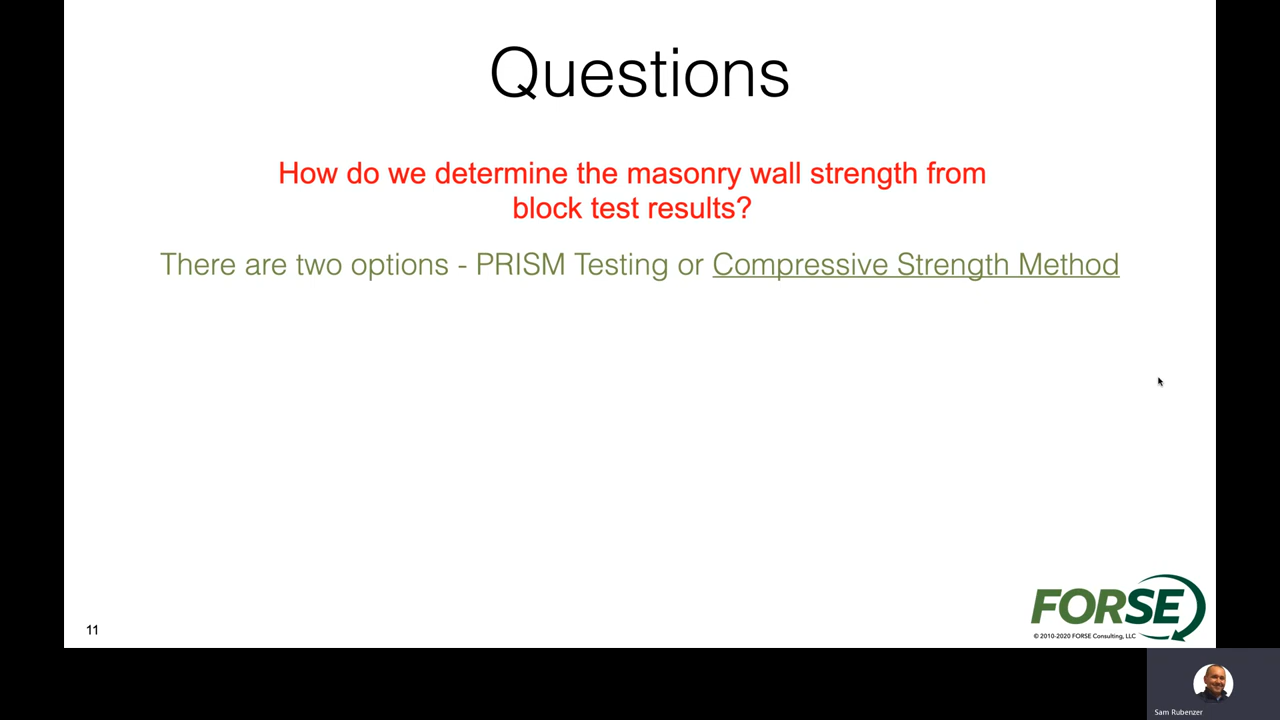 Questions
How do we determine the masonry wall strength from
block test results?
There are two options - PRISM Testing or Compressive Strength Method
11
FORSE
© 2010-2020 FORSE Consulting, LLC
Sam Rubenzer